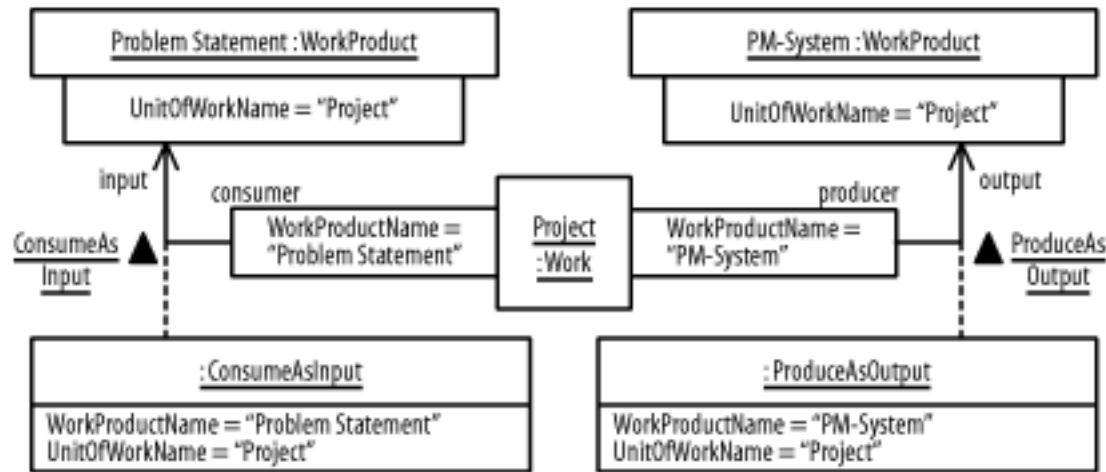 Problem Statement : WorkProduct
PM-System : WorkProduct
UnitOfWorkName = “Project”
UnitOfWorkName = “Project”
input
consumer
producer
output
WorkProductName =
“Problem Statement”
Project
: Work
WorkProductName =
“PM-System”
ConsumeAs
Input
ProduceAs
Output
: ConsumeAsInput
WorkProductName = “Problem Statement”
UnitOfWorkName = “Project”
: ProduceAsOutput
WorkProductName = “PM-System”
UnitOfWorkName = “Project”